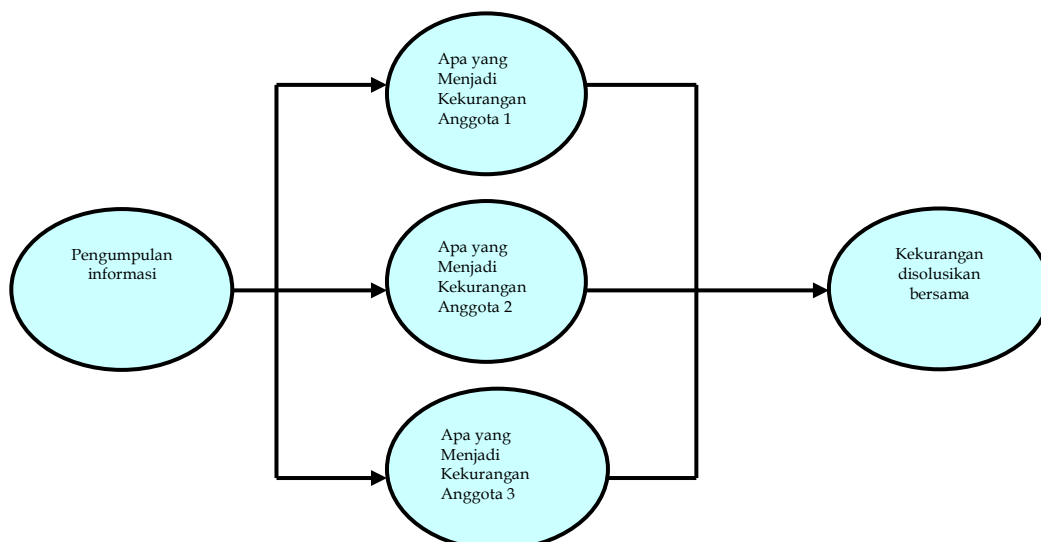 Pengumpulan
informasi
Apa yang
Menjadi
Kekurangan
Anggota 1
Apa yang
Menjadi
Kekurangan
Anggota 2
Apa yang
Menjadi
Kekurangan
Anggota 3
Kekurangan
disolusikan
bersama